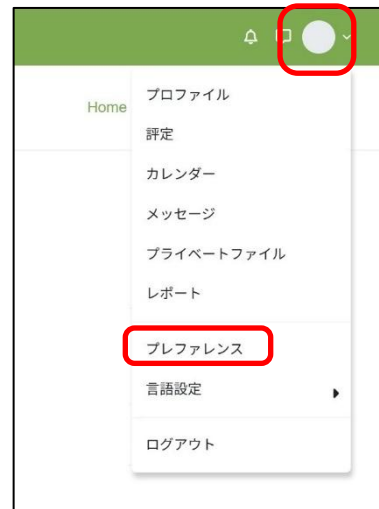 Home
プロファイル
評定
カレンダー
メッセージ
プライベートファイル
レポート
プレファレンス
言語設定
ログアウト